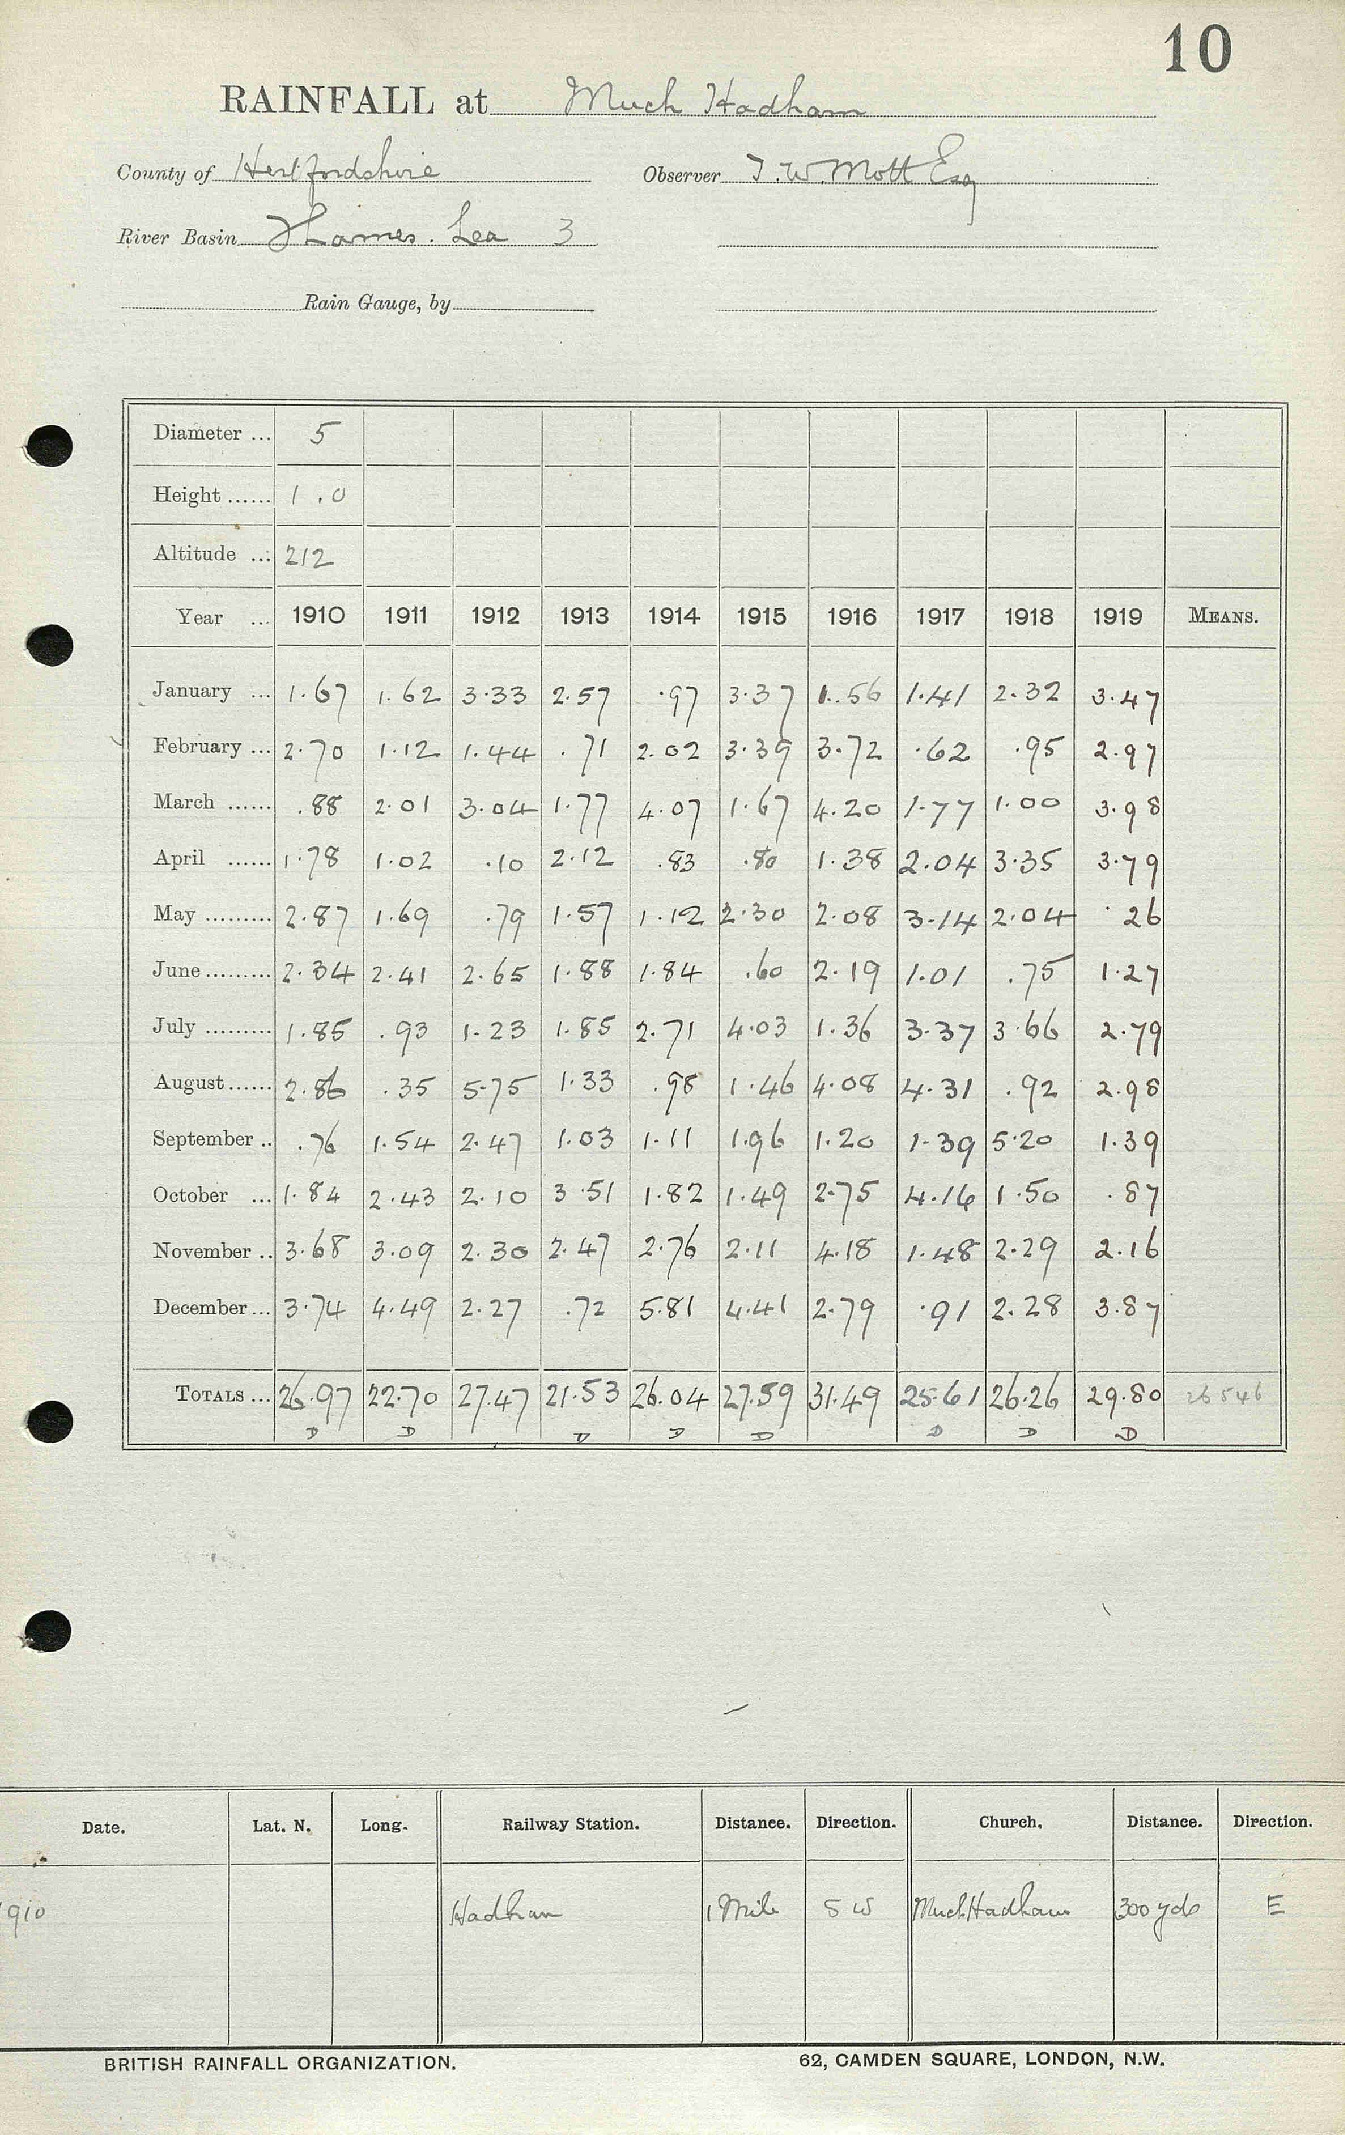 10
RAINFALL at Much Hadham
County of Hertfordshire Observer T. W. Mott Esq
River Basin Thames. Lea 3
Rain Gauge, by
Diameter ... 5
Height ...... 1.0
Altitude ... 212
Year ... 1910 1911 1912 1913 1914 1915 1916 1917 1918 1919 MEANS.
January ... 1.67 1.62 3.33 2.57 .97 3.37 1.56 1.41 2.32 3.47
February ... 2.70 1.12 1.44 .71 2.02 3.39 3.72 .62 .95 2.97
March ...... .88 2.01 3.04 1.77 4.07 1.67 4.20 1.77 1.00 3.98
April ...... 1.78 1.02 .10 2.12 .83 .80 1.38 2.04 3.35 3.79
May ......... 2.87 1.69 .79 1.57 1.12 2.30 2.08 3.14 2.04 .26
June ......... 2.34 2.41 2.65 1.88 1.84 .60 2.19 1.01 .75 1.27
July ......... 1.85 .93 1.23 1.85 2.71 4.03 1.36 3.37 3.66 2.79
August ...... 2.86 .35 5.75 1.33 .98 1.46 4.08 4.31 .92 2.98
September .. .76 1.54 2.47 1.03 1.11 1.96 1.20 1.39 5.20 1.39
October ... 1.84 2.43 2.10 3.51 1.82 1.49 2.75 4.16 1.50 .87
November .. 3.68 3.09 2.30 2.47 2.76 2.11 4.18 1.48 2.29 2.16
December ... 3.74 4.49 2.27 .72 5.81 4.41 2.79 .91 2.28 3.87
TOTALS ... 26.97 22.70 27.47 21.53 26.04 27.59 31.49 25.61 26.26 29.80 26546
D D D D D D D D
Date. Lat. N. Long. Railway Station. Distance. Direction. Church. Distance. Direction.
1910 Hadham 1 Mile SW Much Hadham 300 yds E
BRITISH RAINFALL ORGANIZATION. 62, CAMDEN SQUARE, LONDON, N.W.